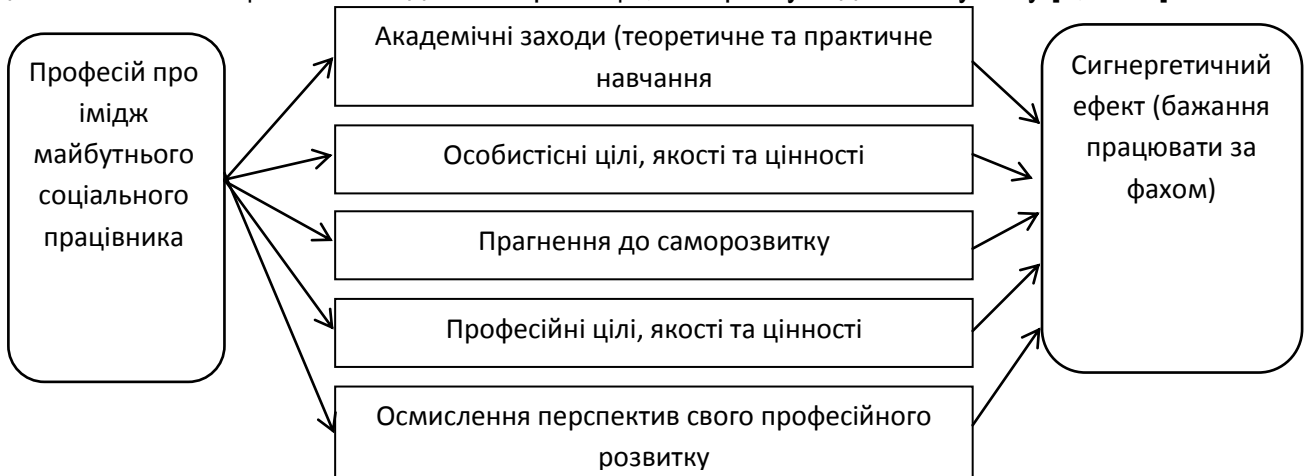 Професій про
імідж
майбутнього
соціального
працівника
Академічні заходи (теоретичне та практичне
навчання
Особистісні цілі, якості та цінності
Прагнення до саморозвитку
Професійні цілі, якості та цінності
Осмислення перспектив свого професійного
розвитку
Сигнергетичний
ефект (бажання
працювати за
фахом)